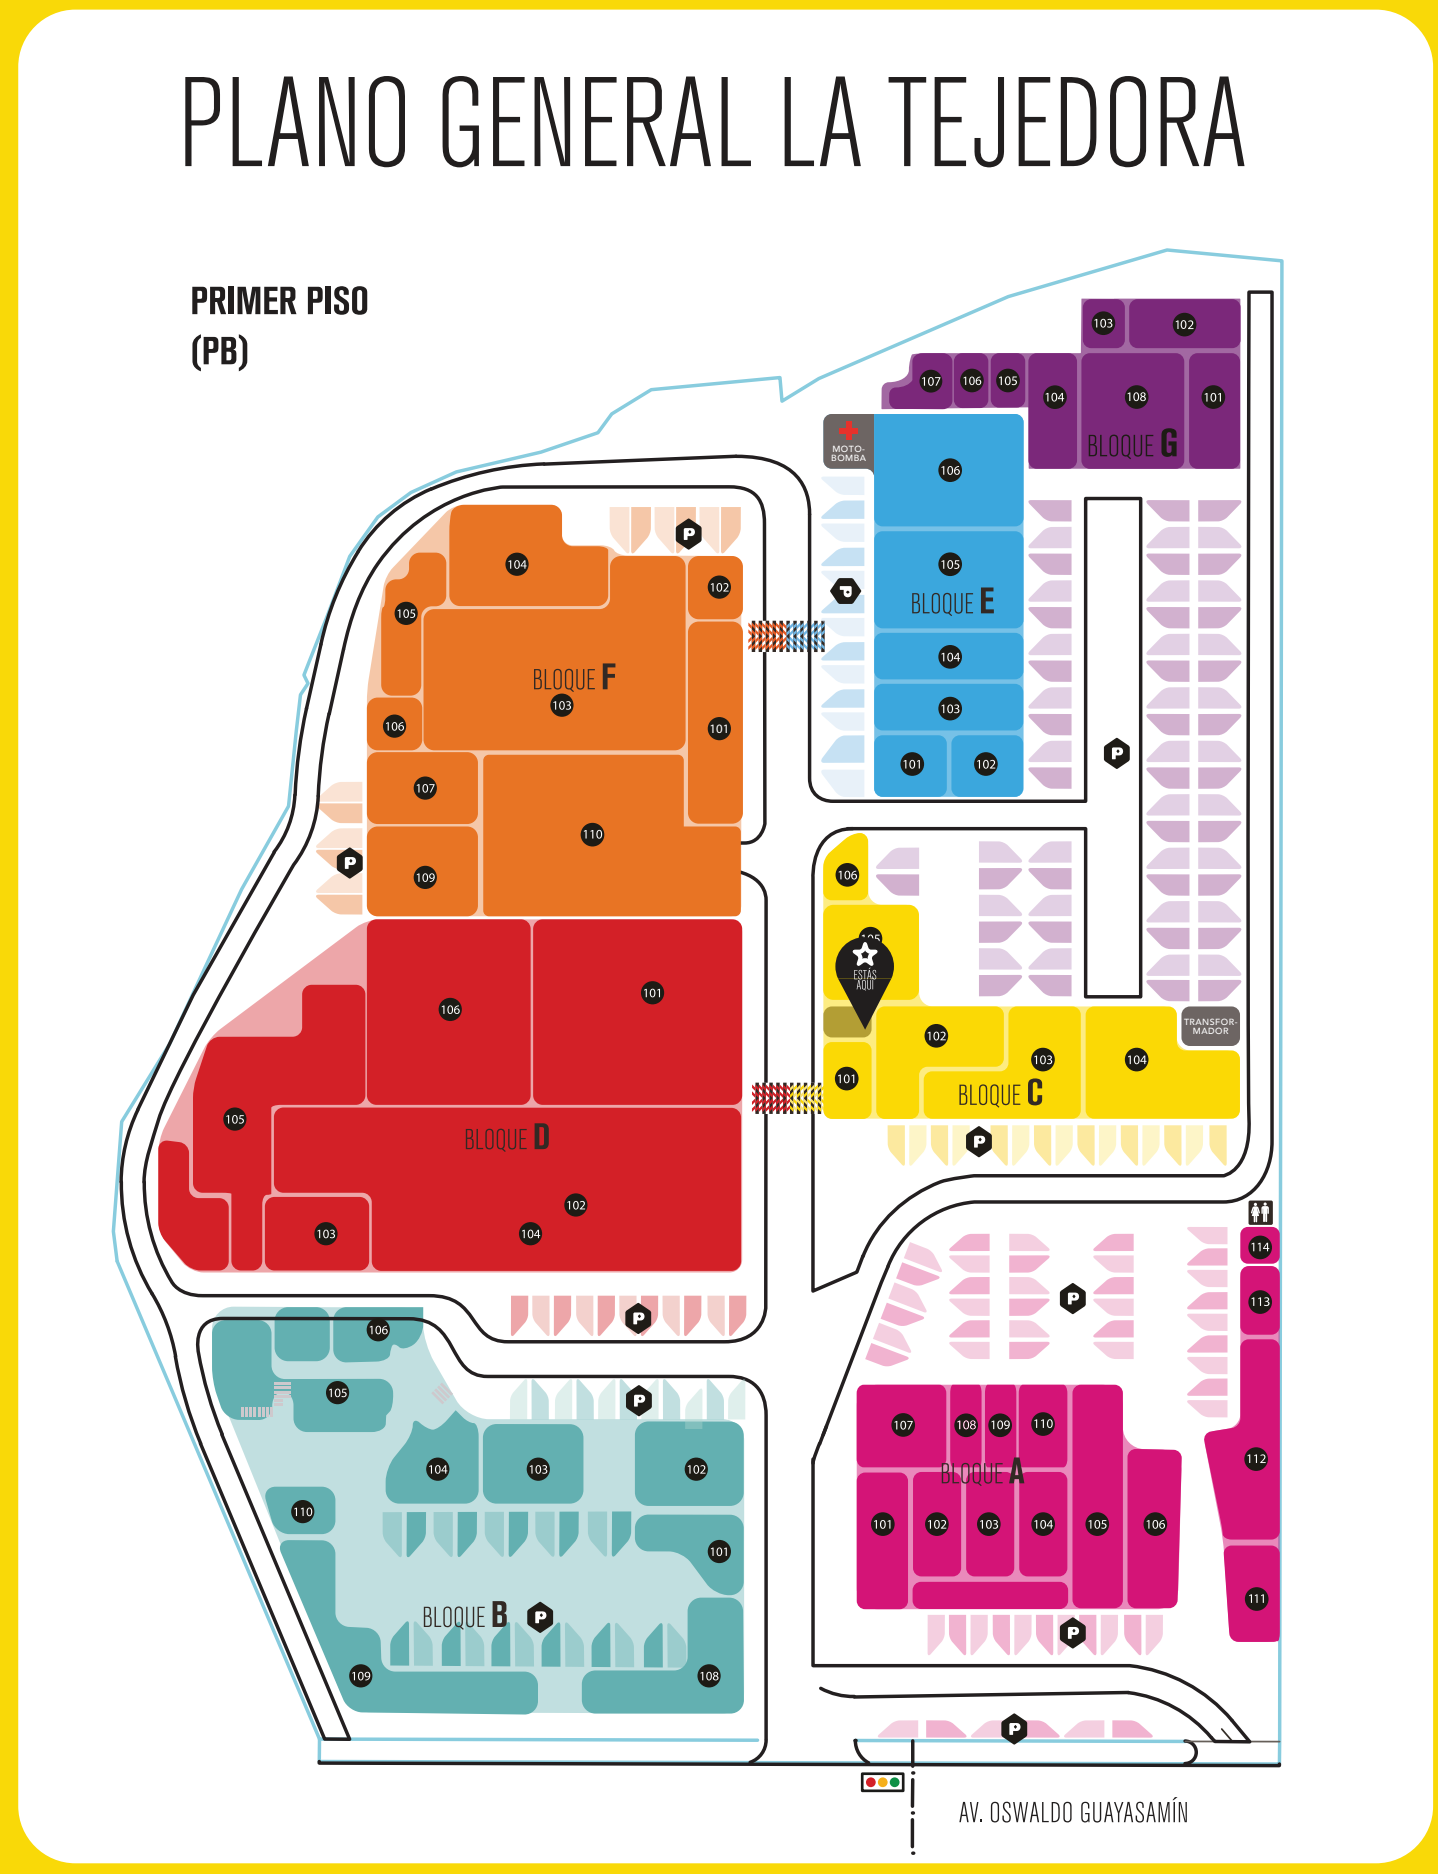 PLANO GENERAL LA TEJEDORA
PRIMER PISO
(PB)
103
102
107
106
105
104
108
101
BLOQUE G
MOTO-
BOMBA
106
105
BLOQUE E
104
103
101
102
P
P
104
102
105
BLOQUE F
103
106
101
107
110
109
P
P
106
105
ESTÁS
AQUÍ
102
103
104
101
BLOQUE C
TRANSFOR-
MADOR
P
106
101
105
BLOQUE D
102
103
104
P
106
105
P
104
103
102
110
101
BLOQUE B
P
109
108
P
114
113
107
108
109
110
BLOQUE A
112
101
102
103
104
105
106
111
P
P
AV. OSWALDO GUAYASAMÍN